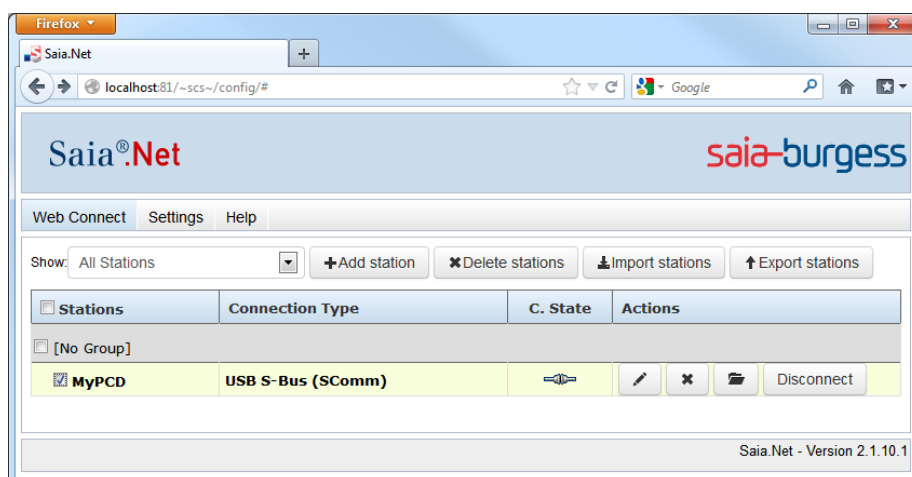 Firefox
Saia.Net
localhost:81/~scs~/config/#
Google
Saia®.Net
saia-burgess
Web Connect Settings Help
Show: All Stations Add station Delete stations Import stations Export stations
Stations Connection Type C. State Actions
[No Group]
MyPCD USB S-Bus (SComm) Disconnect
Saia.Net - Version 2.1.10.1